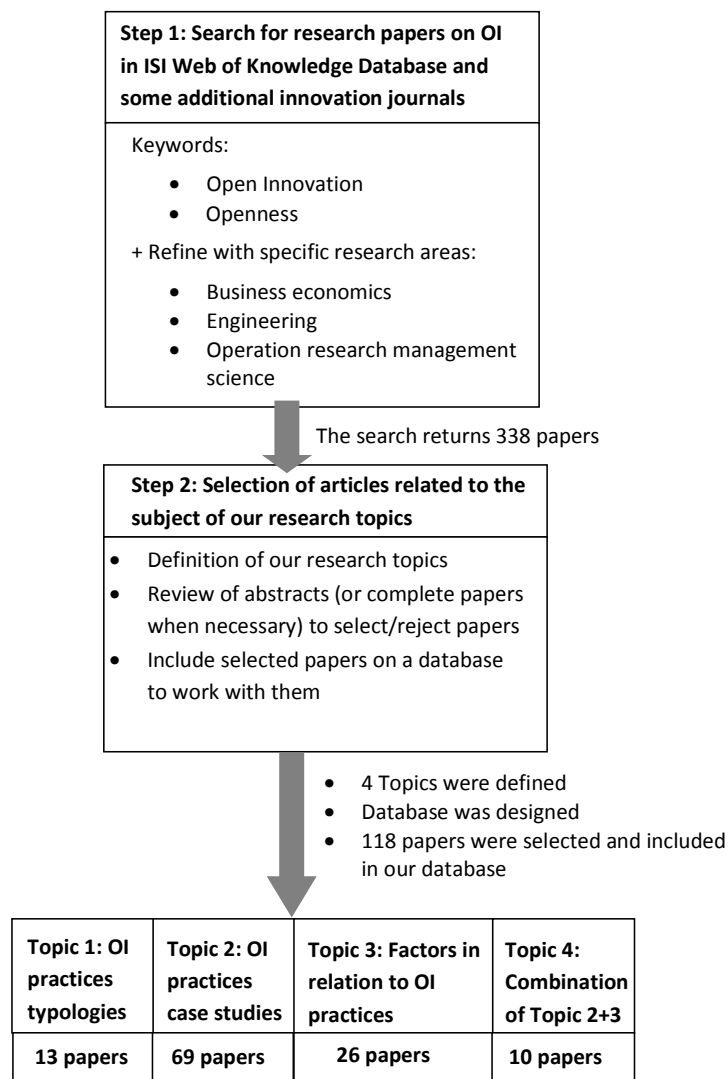 Step 1: Search for research papers on OI
in ISI Web of Knowledge Database and
some additional innovation journals
Keywords:
• Open Innovation
• Openness
+ Refine with specific research areas:
• Business economics
• Engineering
• Operation research management
science
The search returns 338 papers
Step 2: Selection of articles related to the
subject of our research topics
• Definition of our research topics
• Review of abstracts (or complete papers
when necessary) to select/reject papers
• Include selected papers on a database
to work with them
• 4 Topics were defined
• Database was designed
• 118 papers were selected and included
in our database
Topic 1: OI
practices
typologies
13 papers
Topic 2: OI
practices
case studies
69 papers
Topic 3: Factors in
relation to OI
practices
26 papers
Topic 4:
Combination
of Topic 2+3
10 papers